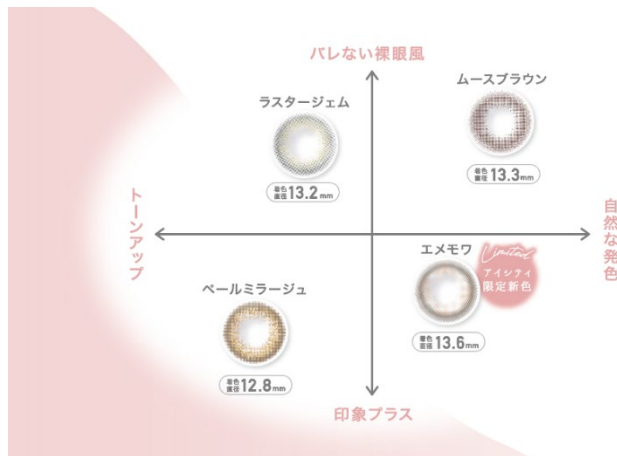 バレない裸眼風
ムースブラウン
ラスタージェム
着色直径13.3mm
着色直径13.2mm
トーンアップ
自然な発色
エメモワ
Limited
アイシティ
限定新色
ペールミラージュ
着色直径13.6mm
着色直径12.8mm
印象プラス